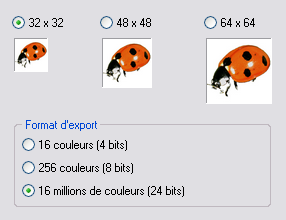 32 x 32 48 x 48 64 x 64
Format d'export
16 couleurs (4 bits)
256 couleurs (8 bits)
16 millions de couleurs (24 bits)